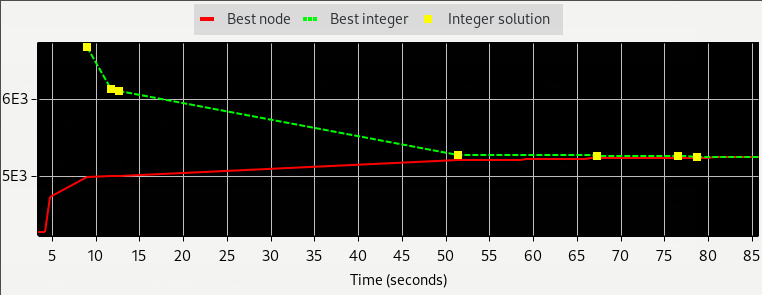 Best node Best integer Integer solution
6E3
5E3
5 10 15 20 25 30 35 40 45 50 55 60 65 70 75 80 85
Time (seconds)